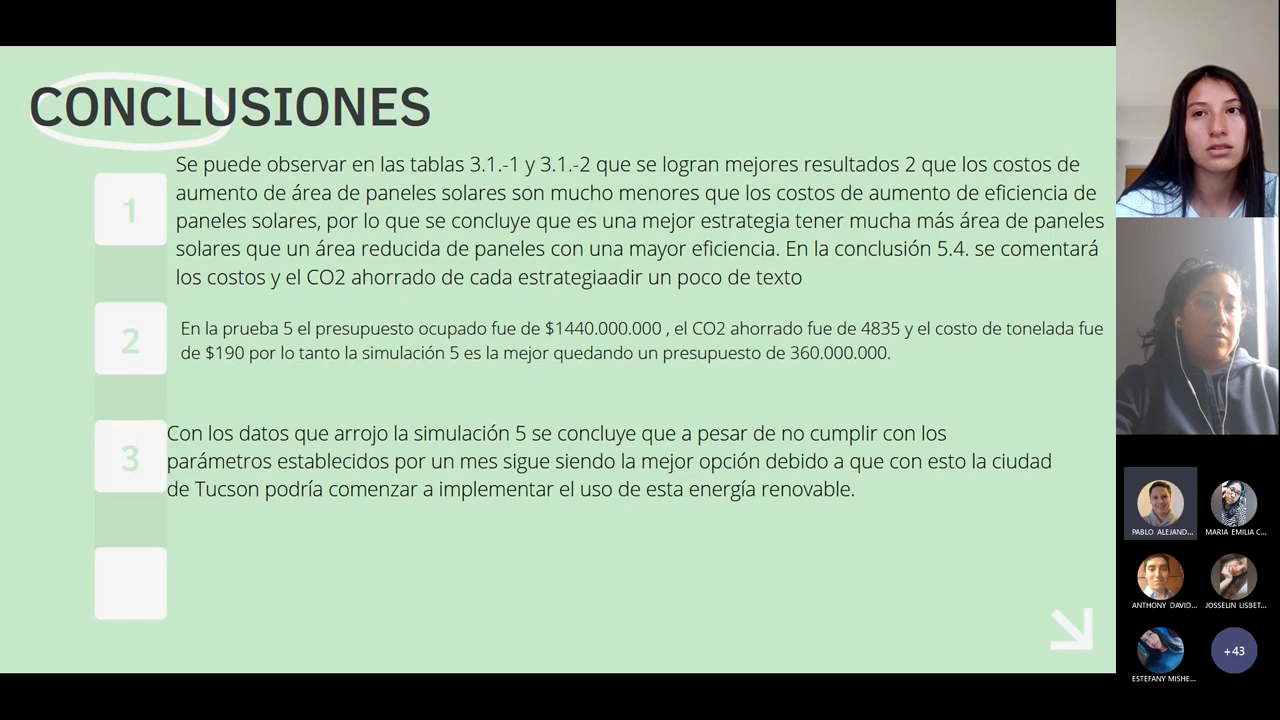 CONCLUSIONES
1
Se puede observar en las tablas 3.1.-1 y 3.1.-2 que se logran mejores resultados 2 que los costos de
aumento de área de paneles solares son mucho menores que los costos de aumento de eficiencia de
paneles solares, por lo que se concluye que es una mejor estrategia tener mucha más área de paneles
solares que un área reducida de paneles con una mayor eficiencia. En la conclusión 5.4. se comentará
los costos y el CO2 ahorrado de cada estrategiaadir un poco de texto
2
En la prueba 5 el presupuesto ocupado fue de $1440.000.000 , el CO2 ahorrado fue de 4835 y el costo de tonelada fue
de $190 por lo tanto la simulación 5 es la mejor quedando un presupuesto de 360.000.000.
3
Con los datos que arrojo la simulación 5 se concluye que a pesar de no cumplir con los
parámetros establecidos por un mes sigue siendo la mejor opción debido a que con esto la ciudad
de Tucson podría comenzar a implementar el uso de esta energía renovable.
PABLO ALEJAND...
MARIA EMILIA C...
ANTHONY DAVID...
JOSSELIN LISBET...
ESTEFANY MISHE...
+43